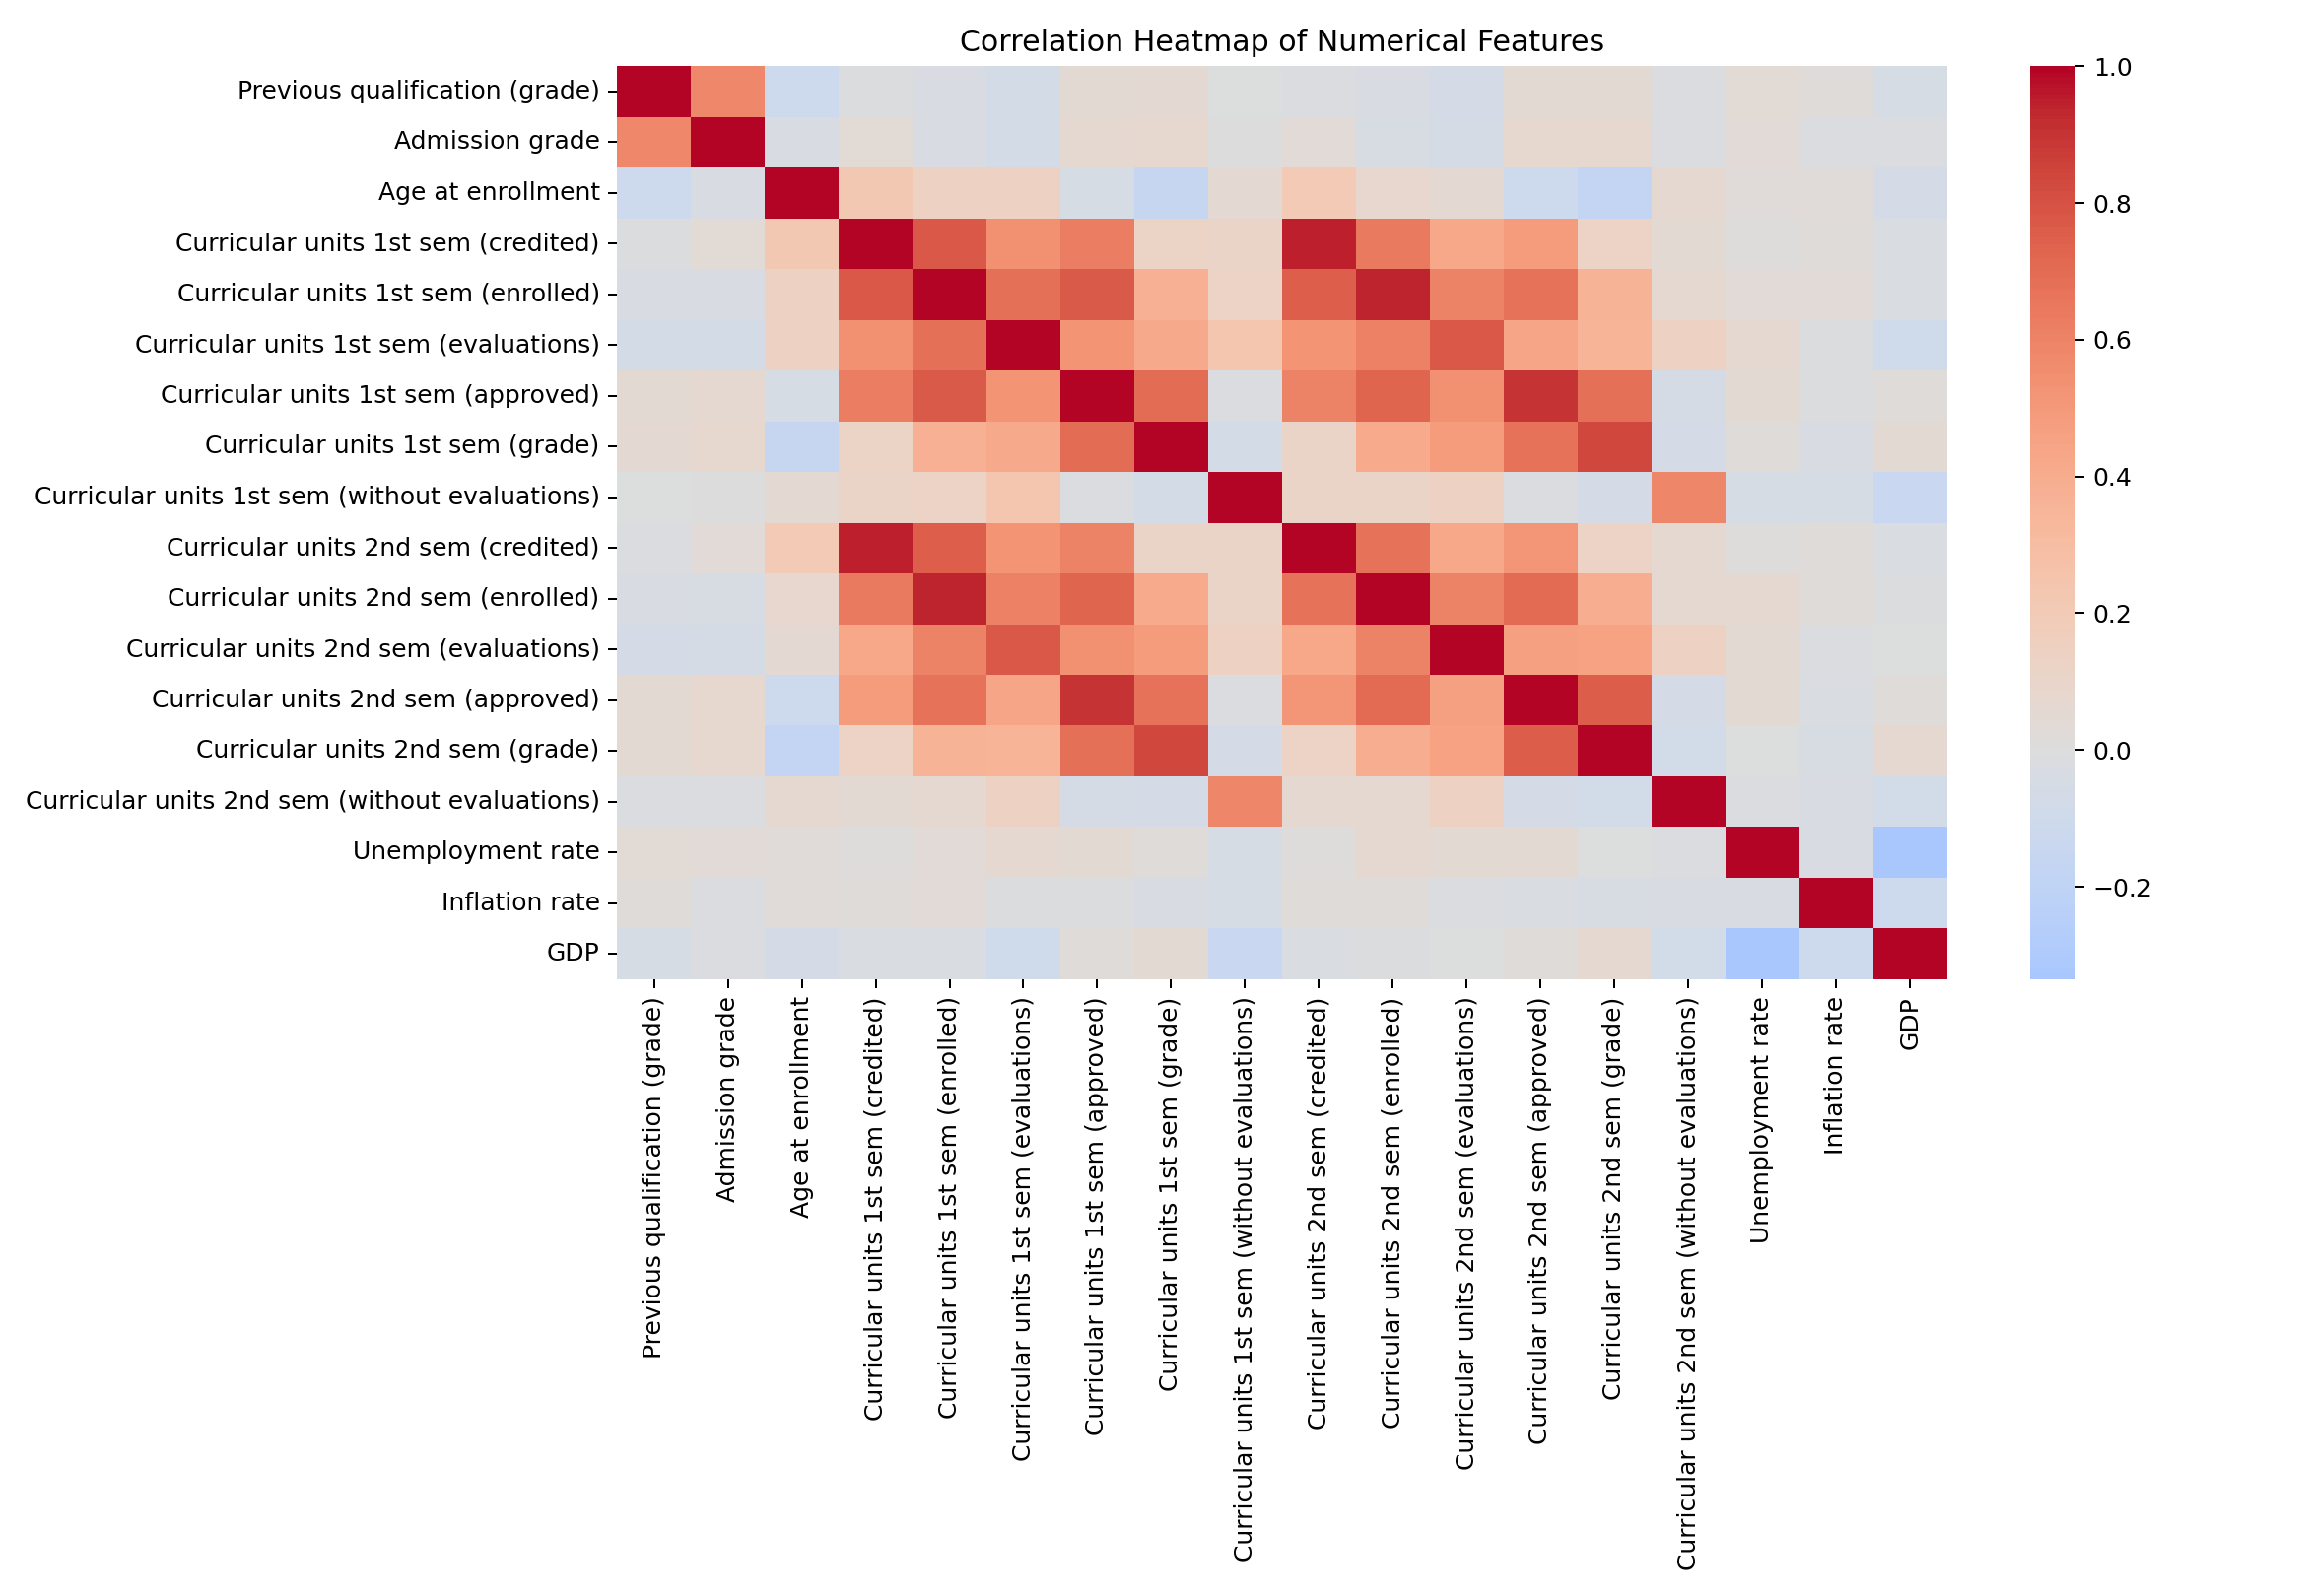 Correlation Heatmap of Numerical Features
Previous qualification (grade)
Admission grade
Age at enrollment
Curricular units 1st sem (credited)
Curricular units 1st sem (enrolled)
Curricular units 1st sem (evaluations)
Curricular units 1st sem (approved)
Curricular units 1st sem (grade)
Curricular units 1st sem (without evaluations)
Curricular units 2nd sem (credited)
Curricular units 2nd sem (enrolled)
Curricular units 2nd sem (evaluations)
Curricular units 2nd sem (approved)
Curricular units 2nd sem (grade)
Curricular units 2nd sem (without evaluations)
Unemployment rate
Inflation rate
GDP
Previous qualification (grade)
Admission grade
Age at enrollment
Curricular units 1st sem (credited)
Curricular units 1st sem (enrolled)
Curricular units 1st sem (evaluations)
Curricular units 1st sem (approved)
Curricular units 1st sem (grade)
Curricular units 1st sem (without evaluations)
Curricular units 2nd sem (credited)
Curricular units 2nd sem (enrolled)
Curricular units 2nd sem (evaluations)
Curricular units 2nd sem (approved)
Curricular units 2nd sem (grade)
Curricular units 2nd sem (without evaluations)
Unemployment rate
Inflation rate
GDP
1.0
0.8
0.6
0.4
0.2
0.0
−0.2